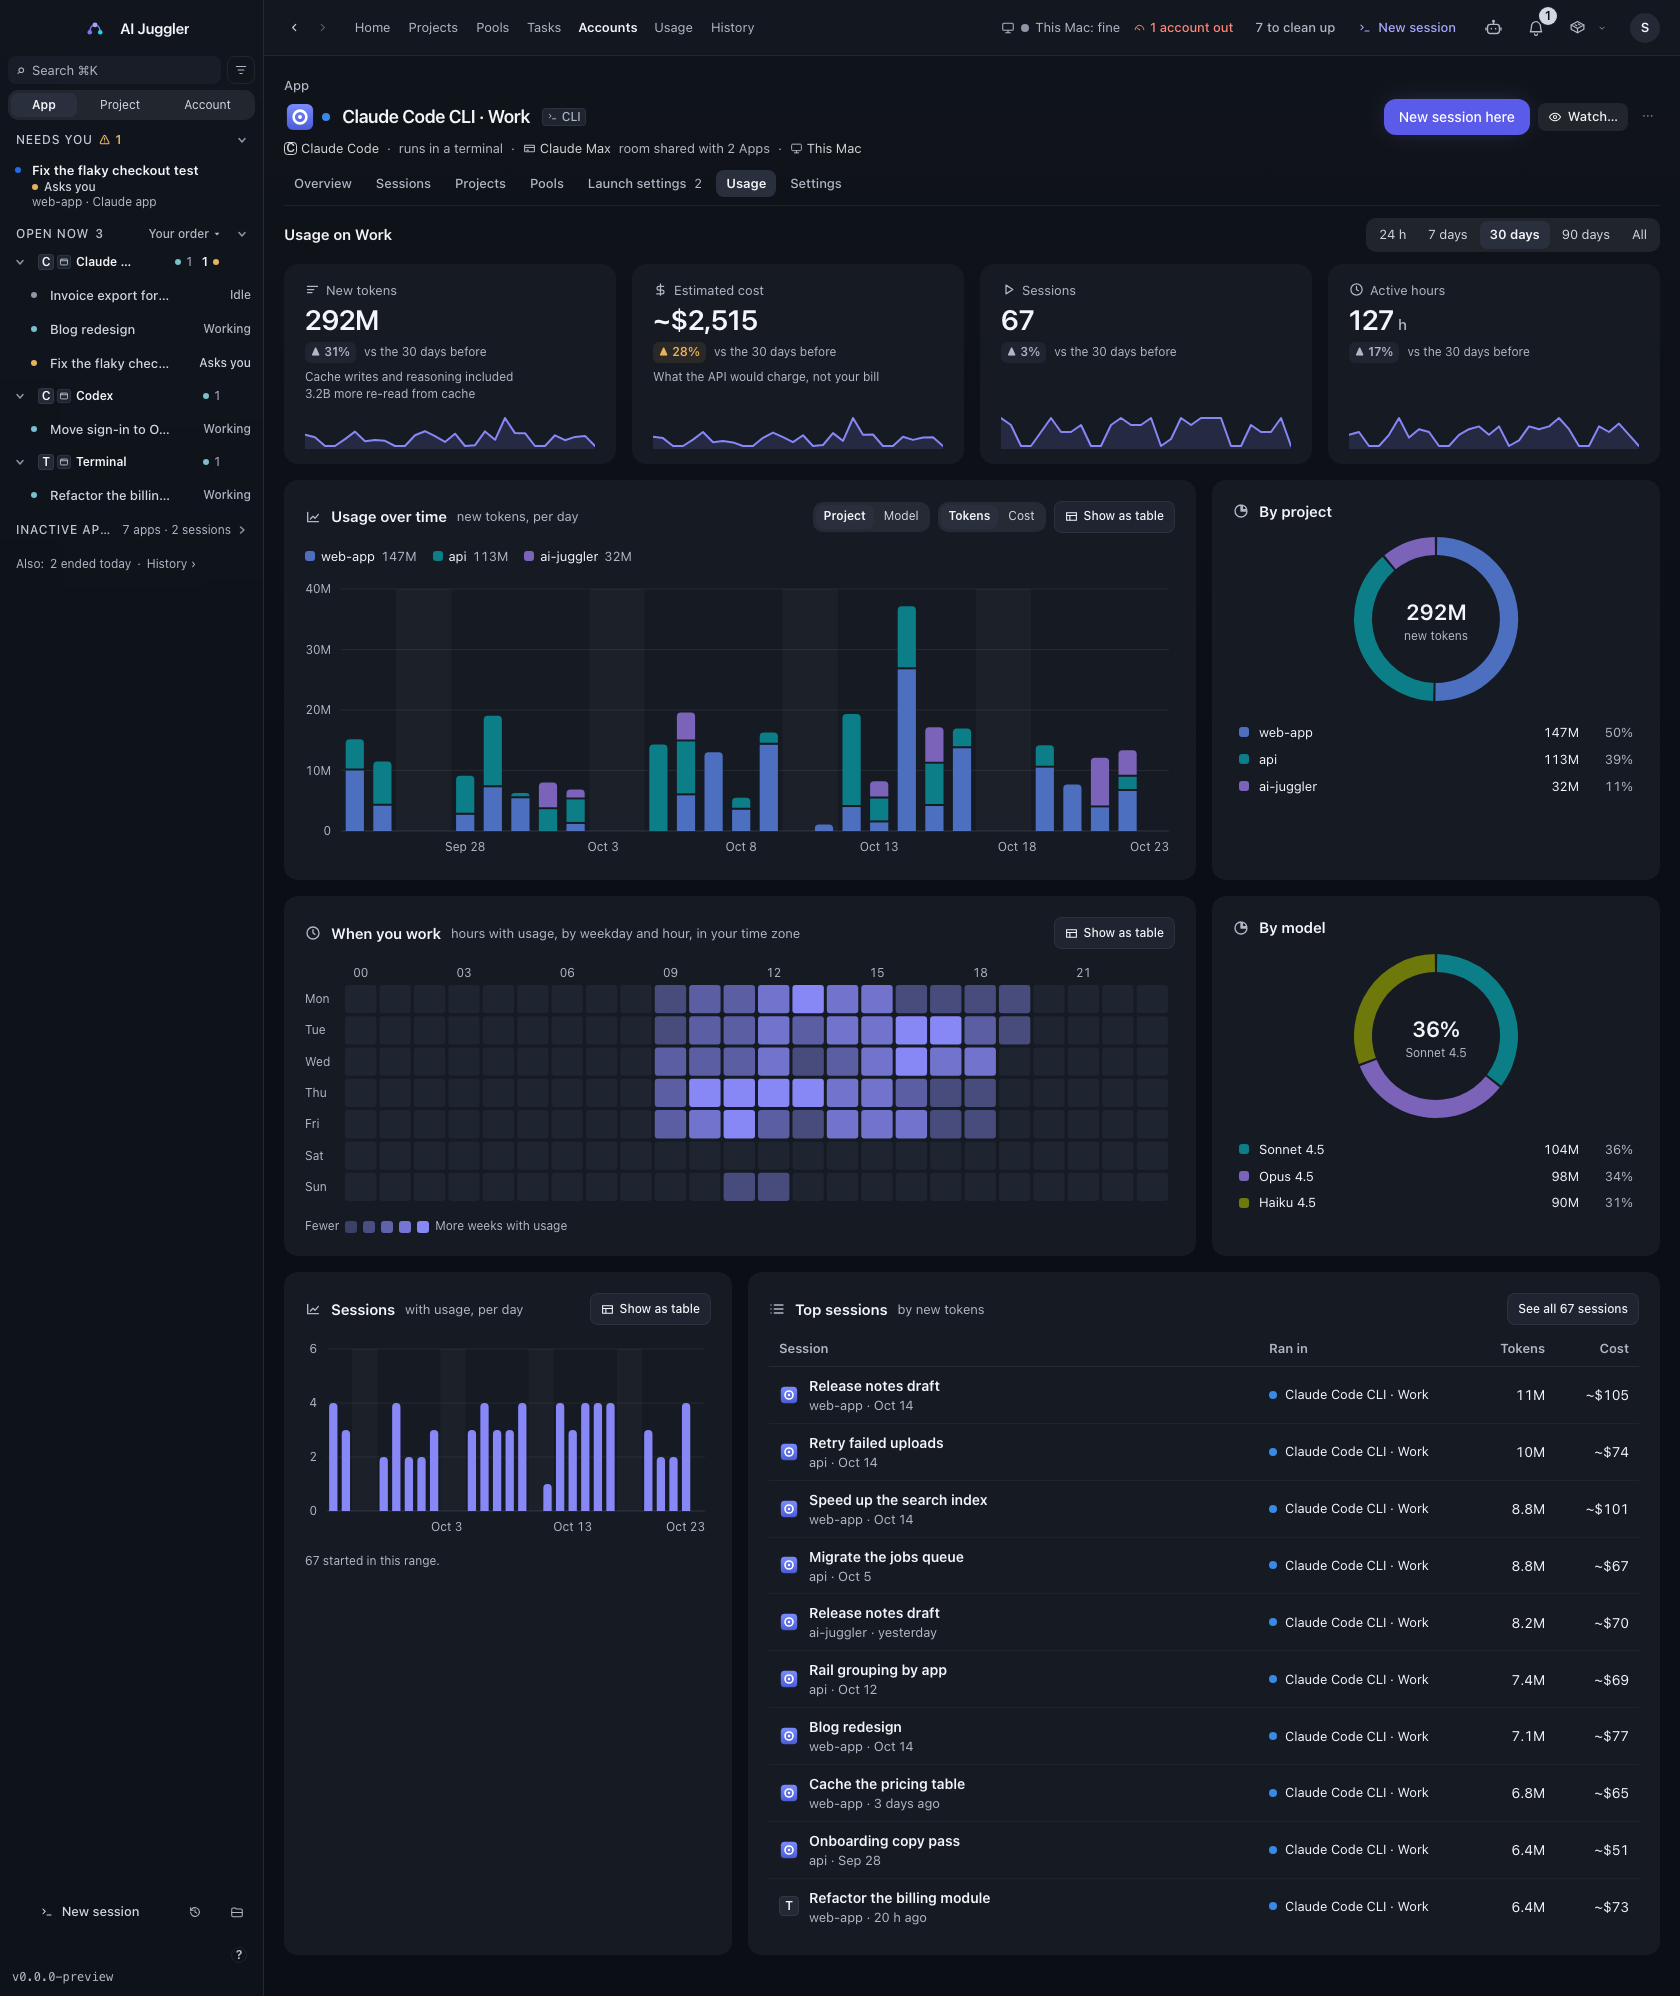 AI Juggler
Search ⌘K
App
Project
Account
NEEDS YOU
1
Fix the flaky checkout test
Asks you
web-app · Claude app
OPEN NOW 3
Your order
C
Claude ...
1
1
Invoice export for...
Idle
Blog redesign
Working
Fix the flaky chec...
Asks you
C
Codex
1
Move sign-in to O...
Working
T
Terminal
1
Refactor the billin...
Working
INACTIVE AP...
7 apps · 2 sessions
Also: 2 ended today · History ›
New session
?
v0.0.0-preview
Home
Projects
Pools
Tasks
Accounts
Usage
History
This Mac: fine
1 account out
7 to clean up
New session
1
S
App
Claude Code CLI · Work
CLI
New session here
Watch...
Claude Code · runs in a terminal · Claude Max room shared with 2 Apps · This Mac
Overview
Sessions
Projects
Pools
Launch settings 2
Usage
Settings
Usage on Work
24 h
7 days
30 days
90 days
All
New tokens
292M
31%
vs the 30 days before
Cache writes and reasoning included
3.2B more re-read from cache
Estimated cost
~$2,515
28%
vs the 30 days before
What the API would charge, not your bill
Sessions
67
3%
vs the 30 days before
Active hours
127 h
17%
vs the 30 days before
Usage over time
new tokens, per day
Project
Model
Tokens
Cost
Show as table
web-app 147M
api 113M
ai-juggler 32M
40M
30M
20M
10M
0
Sep 28
Oct 3
Oct 8
Oct 13
Oct 18
Oct 23
By project
292M
new tokens
web-app 147M 50%
api 113M 39%
ai-juggler 32M 11%
When you work
hours with usage, by weekday and hour, in your time zone
Show as table
00 03 06 09 12 15 18 21
Mon
Tue
Wed
Thu
Fri
Sat
Sun
Fewer
More weeks with usage
By model
36%
Sonnet 4.5
Sonnet 4.5 104M 36%
Opus 4.5 98M 34%
Haiku 4.5 90M 31%
Sessions
with usage, per day
Show as table
6
4
2
0
Oct 3
Oct 13
Oct 23
67 started in this range.
Top sessions
by new tokens
See all 67 sessions
Session Ran in Tokens Cost
Release notes draft
web-app · Oct 14
Claude Code CLI · Work 11M ~$105
Retry failed uploads
api · Oct 14
Claude Code CLI · Work 10M ~$74
Speed up the search index
web-app · Oct 14
Claude Code CLI · Work 8.8M ~$101
Migrate the jobs queue
api · Oct 5
Claude Code CLI · Work 8.8M ~$67
Release notes draft
ai-juggler · yesterday
Claude Code CLI · Work 8.2M ~$70
Rail grouping by app
api · Oct 12
Claude Code CLI · Work 7.4M ~$69
Blog redesign
web-app · Oct 14
Claude Code CLI · Work 7.1M ~$77
Cache the pricing table
web-app · 3 days ago
Claude Code CLI · Work 6.8M ~$65
Onboarding copy pass
api · Sep 28
Claude Code CLI · Work 6.4M ~$51
T
Refactor the billing module
web-app · 20 h ago
Claude Code CLI · Work 6.4M ~$73